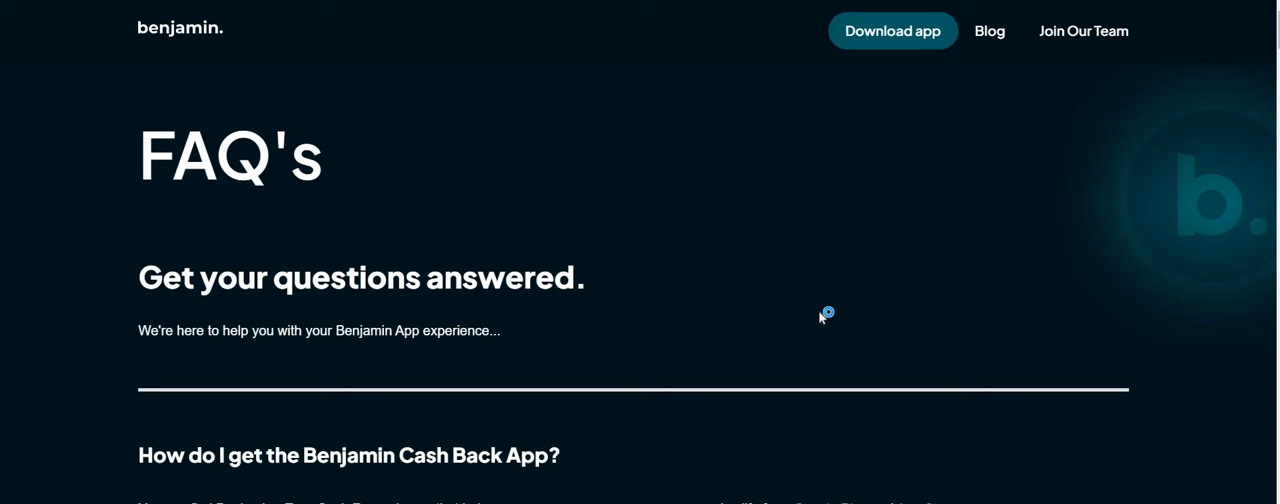 benjamin.
Download app
Blog
Join Our Team
FAQ's
b.
Get your questions answered.
We're here to help you with your Benjamin App experience...
How do I get the Benjamin Cash Back App?